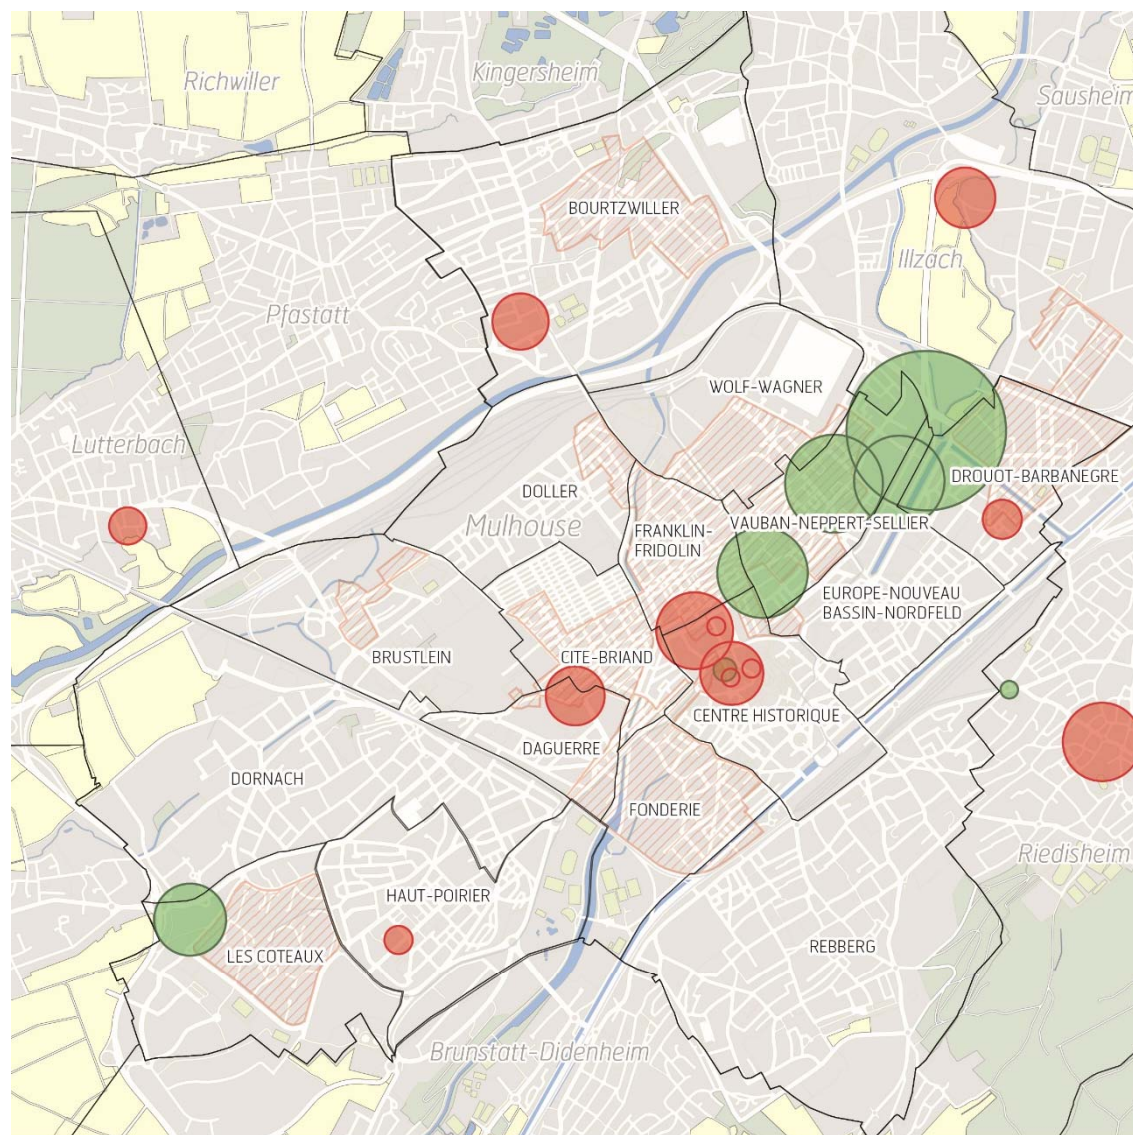 Richwiller
Kingersheim
Sausheim
BOURTZWILLER
Illzach
Pfastatt
WOLF-WAGNER
Lutterbach
DROUOT-BARBANEGRE
DOLLER
Mulhouse
FRANKLIN-
FRIDOLIN
VAUBAN-NEPPERT-SELLIER
EUROPE-NOUVEAU
BASSIN-NORDFELD
BRUSTLEIN
CITE-BRIAND
CENTRE HISTORIQUE
DAGUERRE
DORNACH
FONDERIE
Riedisheim
HAUT-POIRIER
REBBERG
LES COTEAUX
Brunstatt-Didenheim